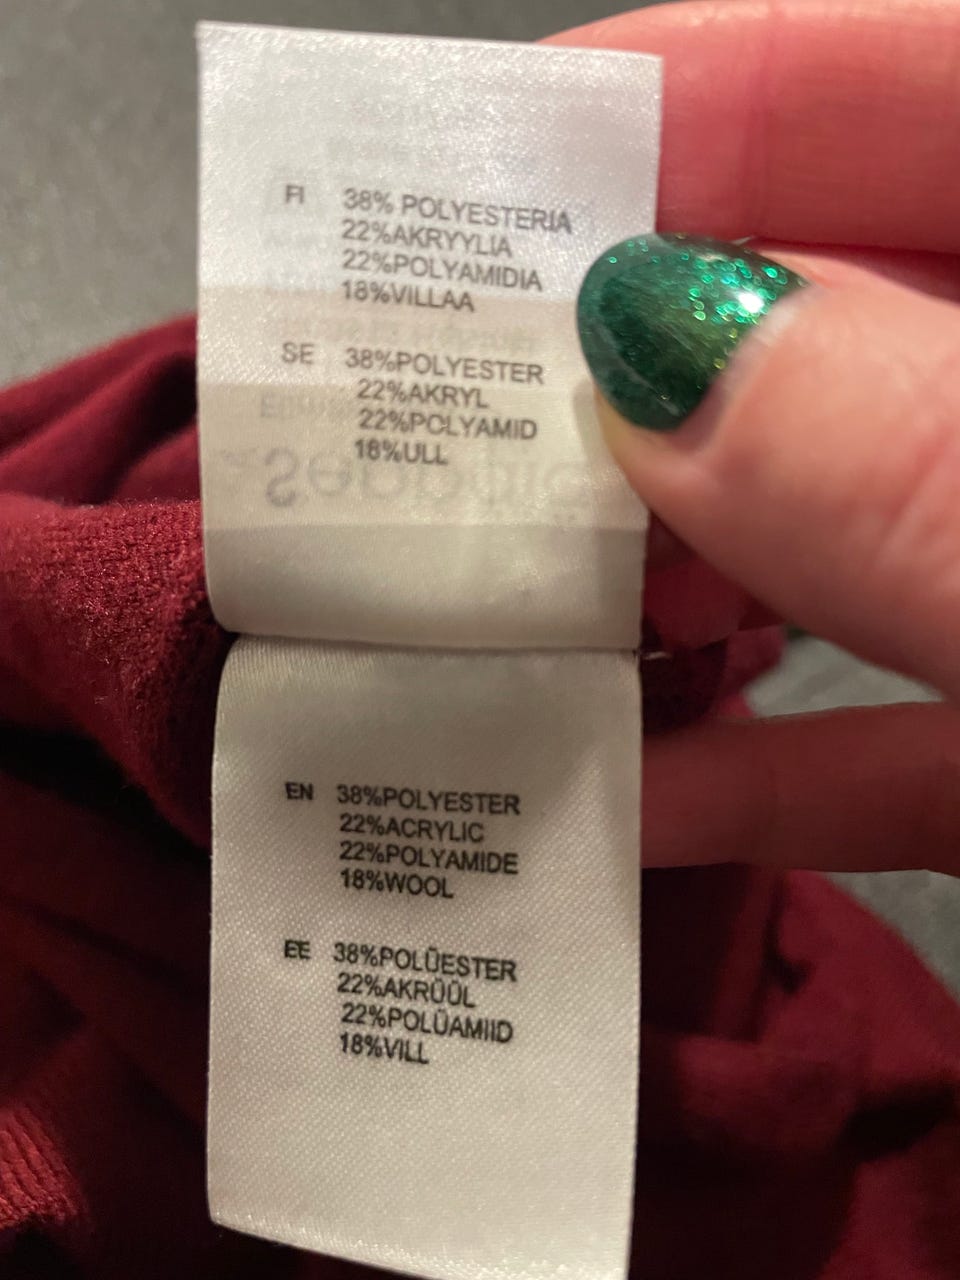 FI 38% POLYESTERIA
22%AKRYYLIA
22%POLYAMIDIA
18%VILLAA
SE 38%POLYESTER
22%AKRYL
22%POLYAMID
18%ULL
EN 38%POLYESTER
22%ACRYLIC
22%POLYAMIDE
18%WOOL
EE 38%POLÜESTER
22%AKRÜÜL
22%POLÜAMIID
18%VILL